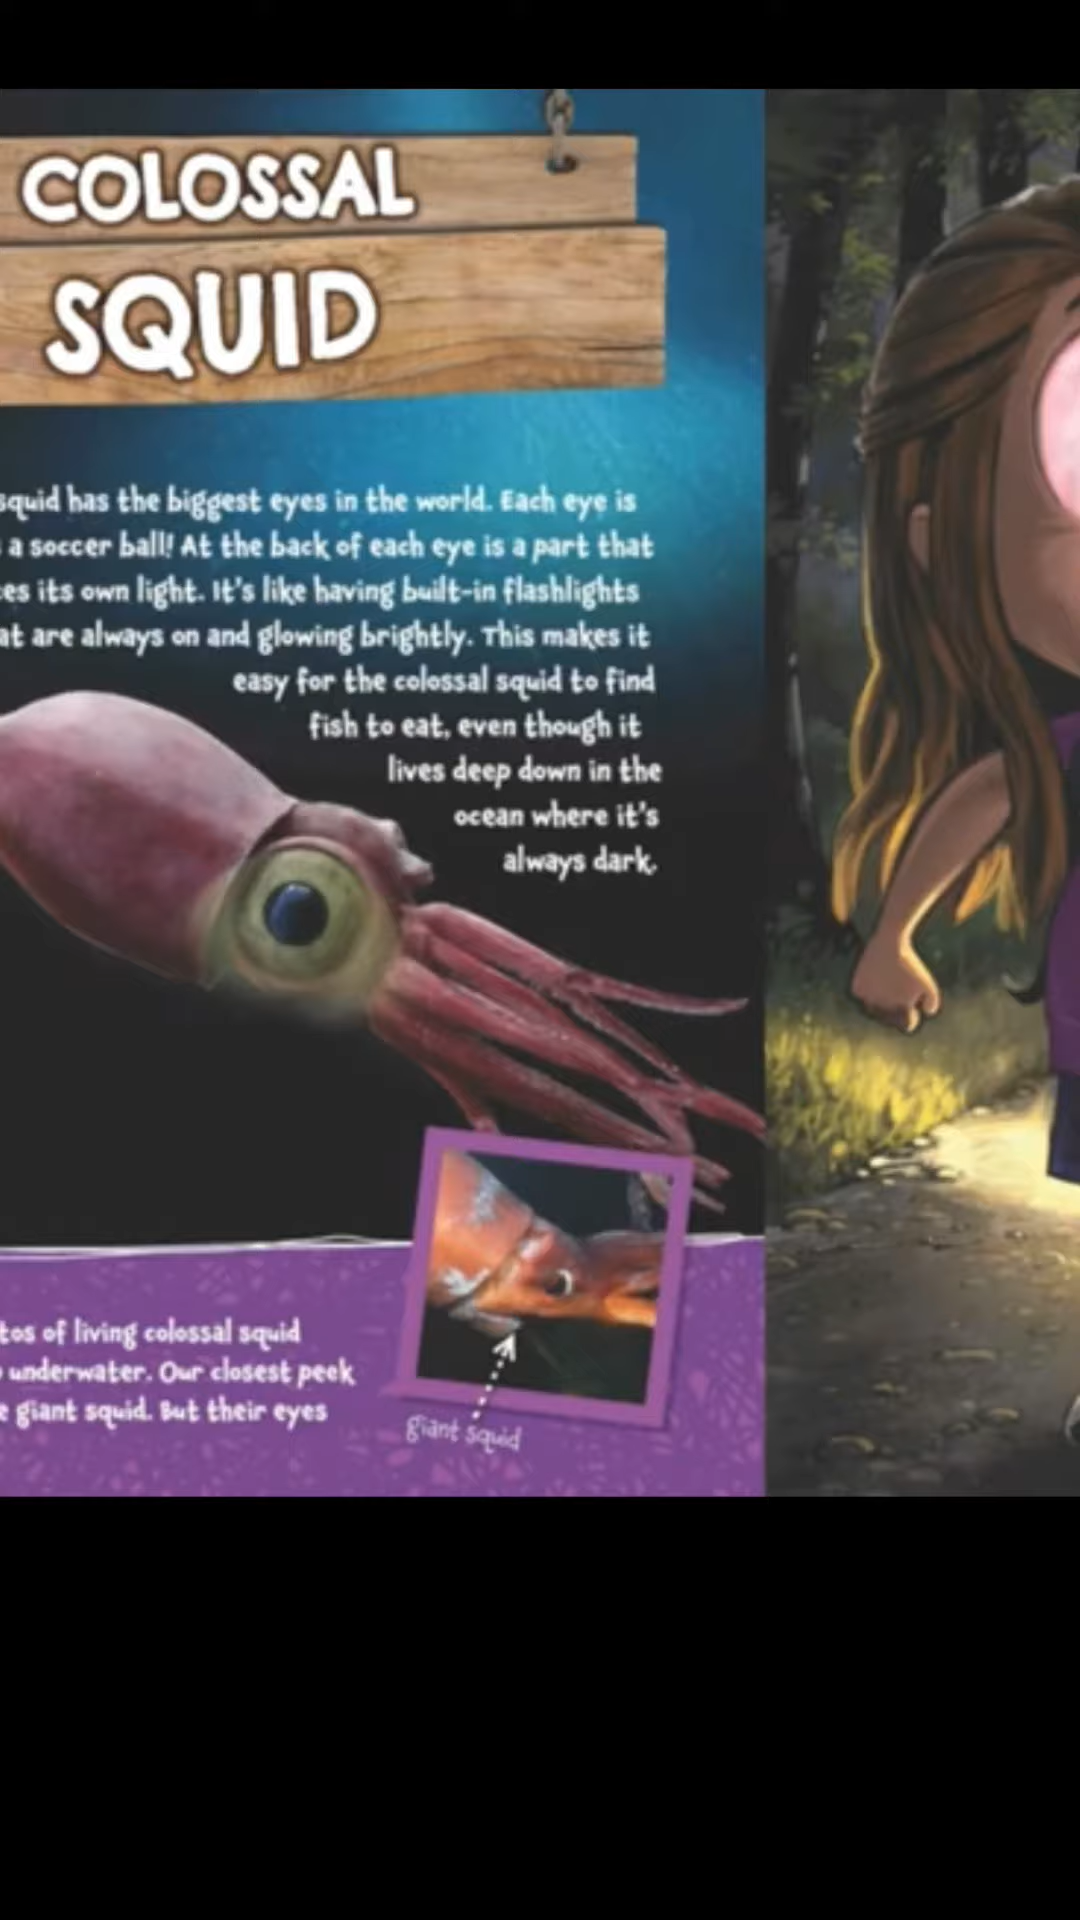 COLOSSAL
SQUID
squid has the biggest eyes in the world. Each eye is
a soccer ball! At the back of each eye is a part that
es its own light. It's like having built-in flashlights
at are always on and glowing brightly. This makes it
easy for the colossal squid to find
fish to eat, even though it
lives deep down in the
ocean where it's
always dark.
tos of living colossal squid
underwater. Our closest peek
e giant squid. But their eyes
giant squid